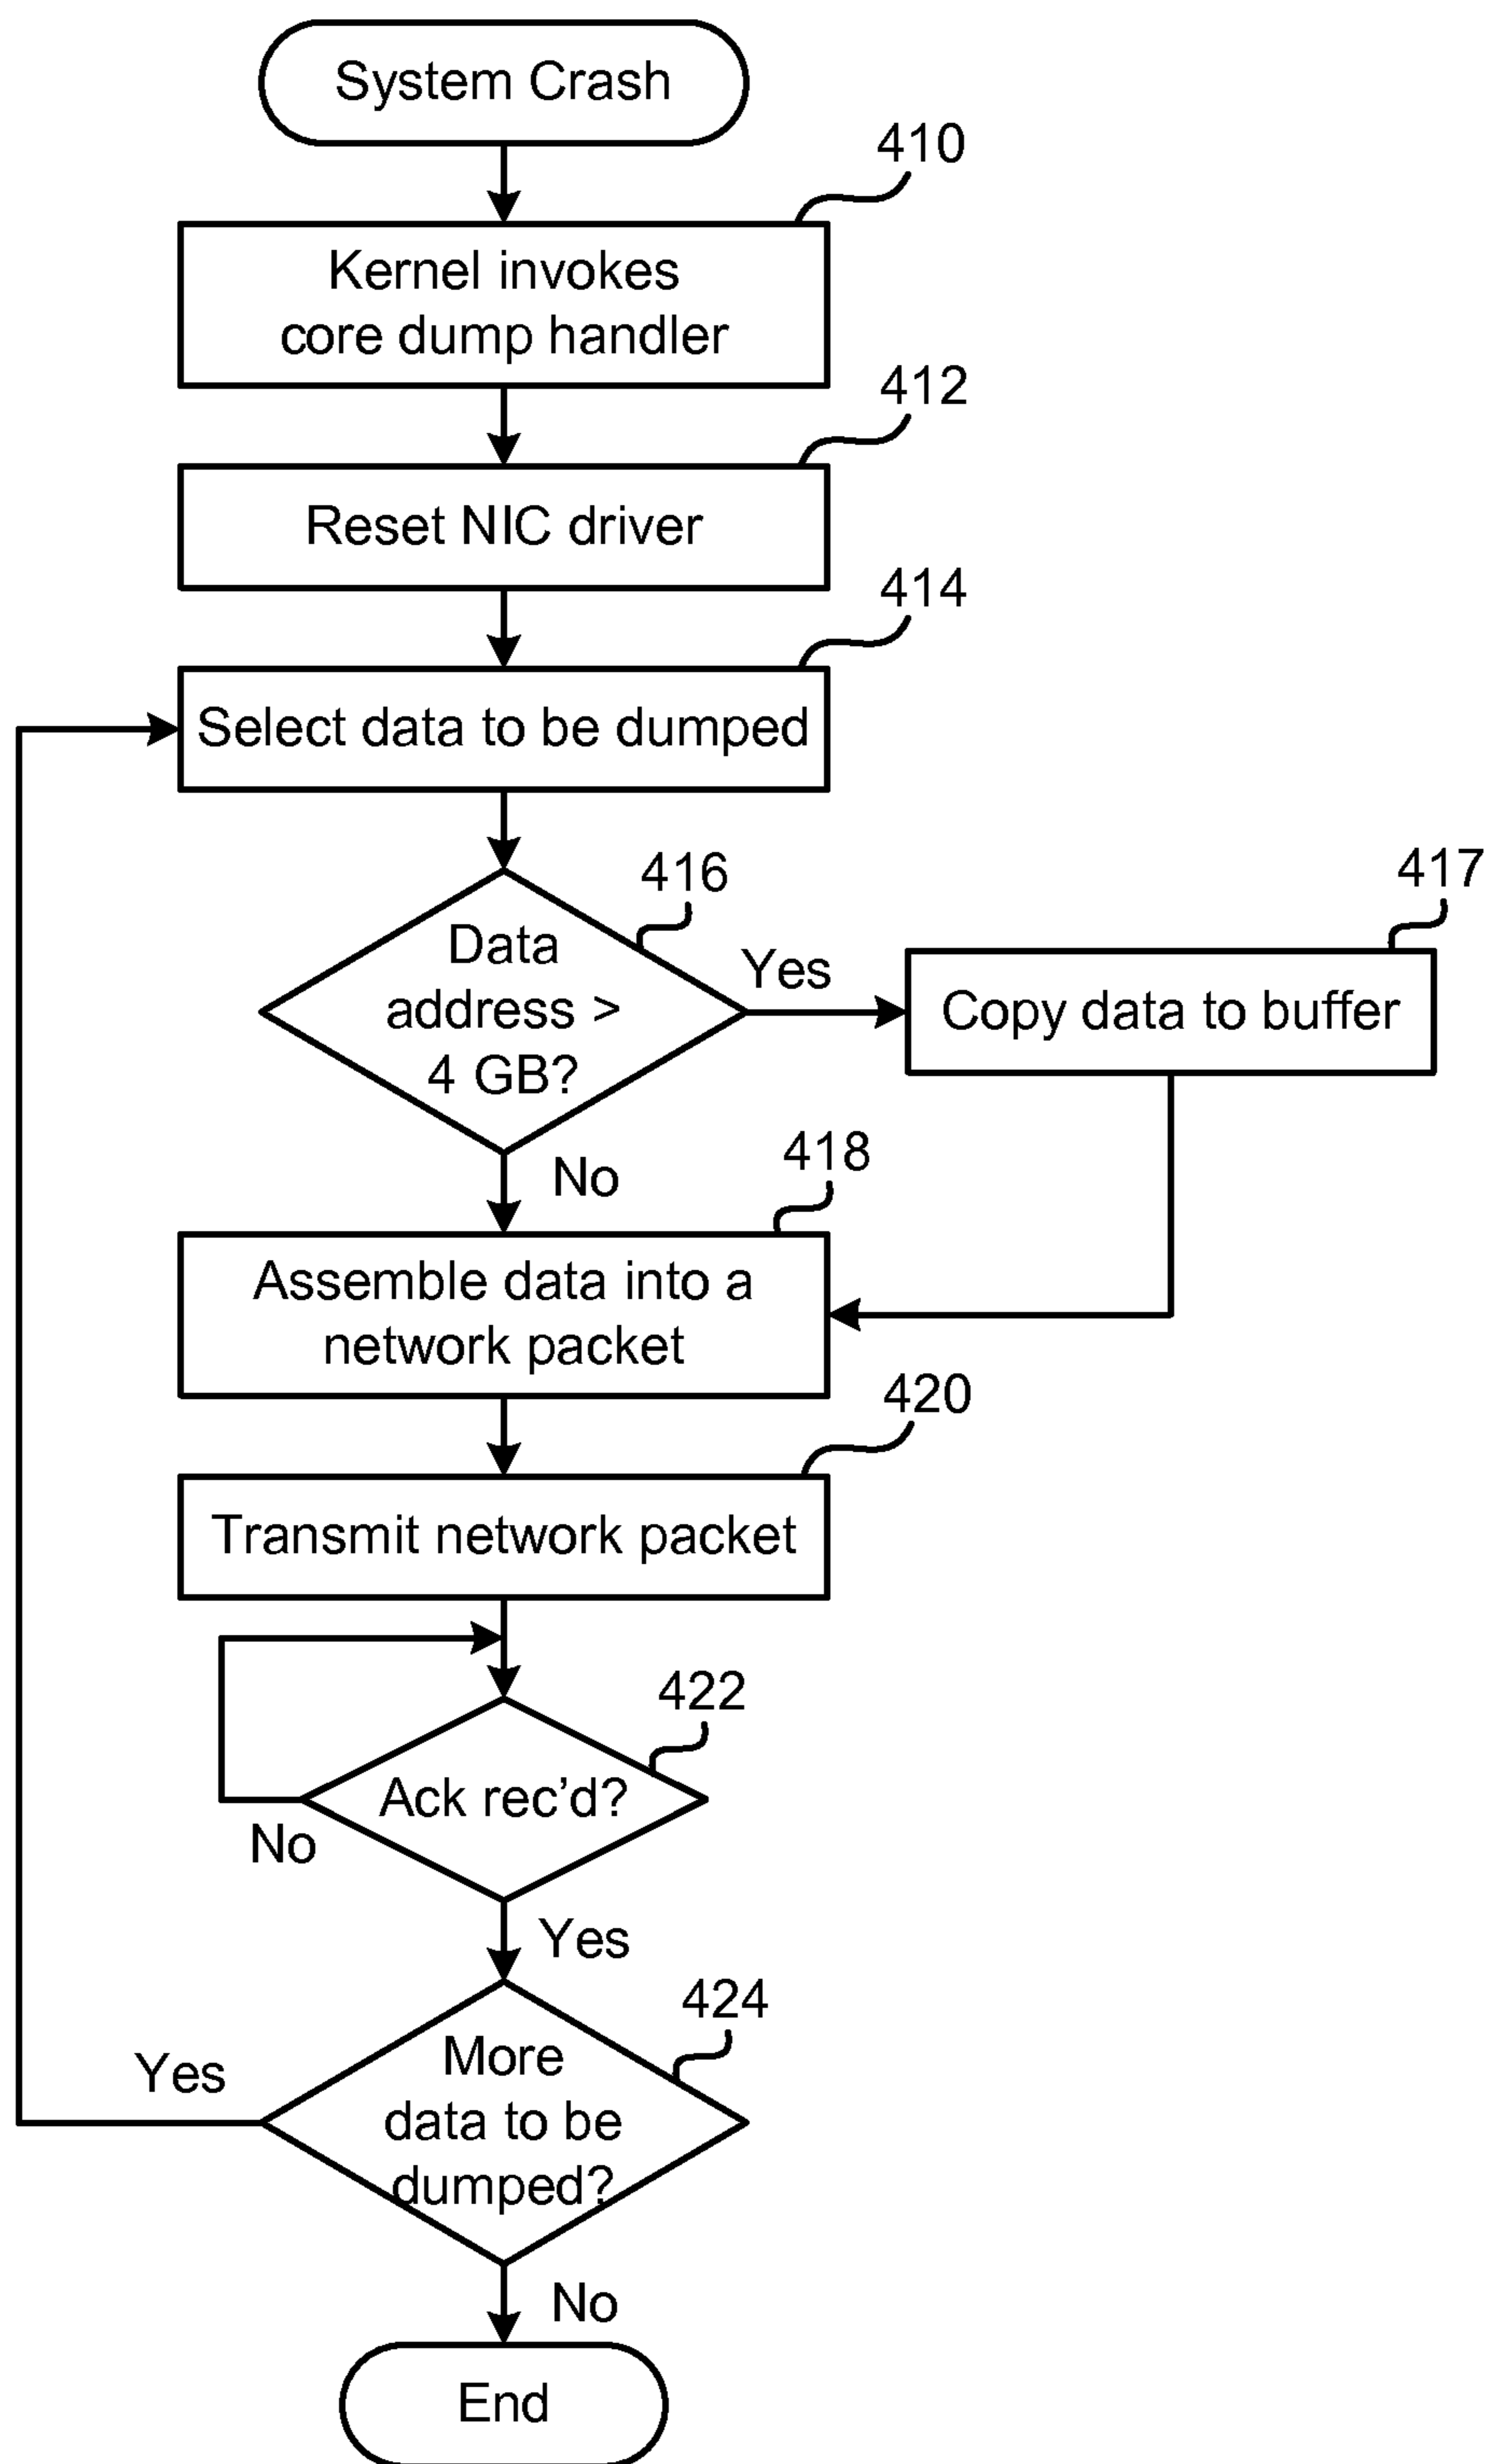 System Crash
410
Kernel invokes
core dump handler
412
Reset NIC driver
414
Select data to be dumped
416
Data
address >
4 GB?
Yes
417
Copy data to buffer
No
418
Assemble data into a
network packet
420
Transmit network packet
422
Ack rec'd?
No
Yes
424
More
data to be
dumped?
Yes
No
End